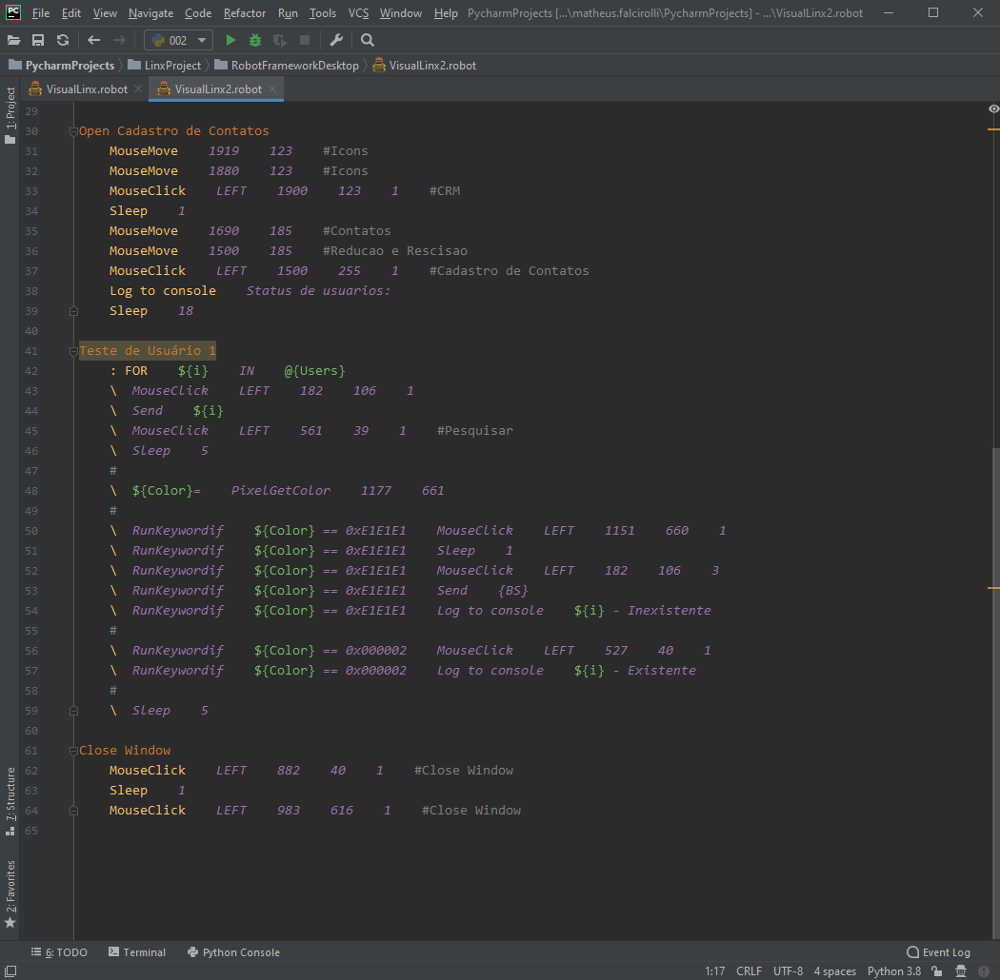 PC File Edit View Navigate Code Refactor Run Tools VCS Window Help PycharmProjects [...\matheus.falcirolli\PycharmProjects] - ...\VisualLinx2.robot
002
PycharmProjects LinxProject RobotFrameworkDesktop VisualLinx2.robot
VisualLinx.robot VisualLinx2.robot
1: Project
29
30 Open Cadastro de Contatos
31 MouseMove 1919 123 #Icons
32 MouseMove 1880 123 #Icons
33 MouseClick LEFT 1900 123 1 #CRM
34 Sleep 1
35 MouseMove 1690 185 #Contatos
36 MouseMove 1500 185 #Reducao e Rescisao
37 MouseClick LEFT 1500 255 1 #Cadastro de Contatos
38 Log to console Status de usuarios:
39 Sleep 18
40
41 Teste de Usuário 1
42 : FOR ${i} IN @{Users}
43 \ MouseClick LEFT 182 106 1
44 \ Send ${i}
45 \ MouseClick LEFT 561 39 1 #Pesquisar
46 \ Sleep 5
47 #
48 \ ${Color}= PixelGetColor 1177 661
49 #
50 \ RunKeywordif ${Color} == 0xE1E1E1 MouseClick LEFT 1151 660 1
51 \ RunKeywordif ${Color} == 0xE1E1E1 Sleep 1
52 \ RunKeywordif ${Color} == 0xE1E1E1 MouseClick LEFT 182 106 3
53 \ RunKeywordif ${Color} == 0xE1E1E1 Send {BS}
54 \ RunKeywordif ${Color} == 0xE1E1E1 Log to console ${i} - Inexistente
55 #
56 \ RunKeywordif ${Color} == 0x000002 MouseClick LEFT 527 40 1
57 \ RunKeywordif ${Color} == 0x000002 Log to console ${i} - Existente
58 #
59 \ Sleep 5
60
61 Close Window
62 MouseClick LEFT 882 40 1 #Close Window
63 Sleep 1
64 MouseClick LEFT 983 616 1 #Close Window
65
7: Structure
2: Favorites
6: TODO Terminal Python Console Event Log
1:17 CRLF UTF-8 4 spaces Python 3.8